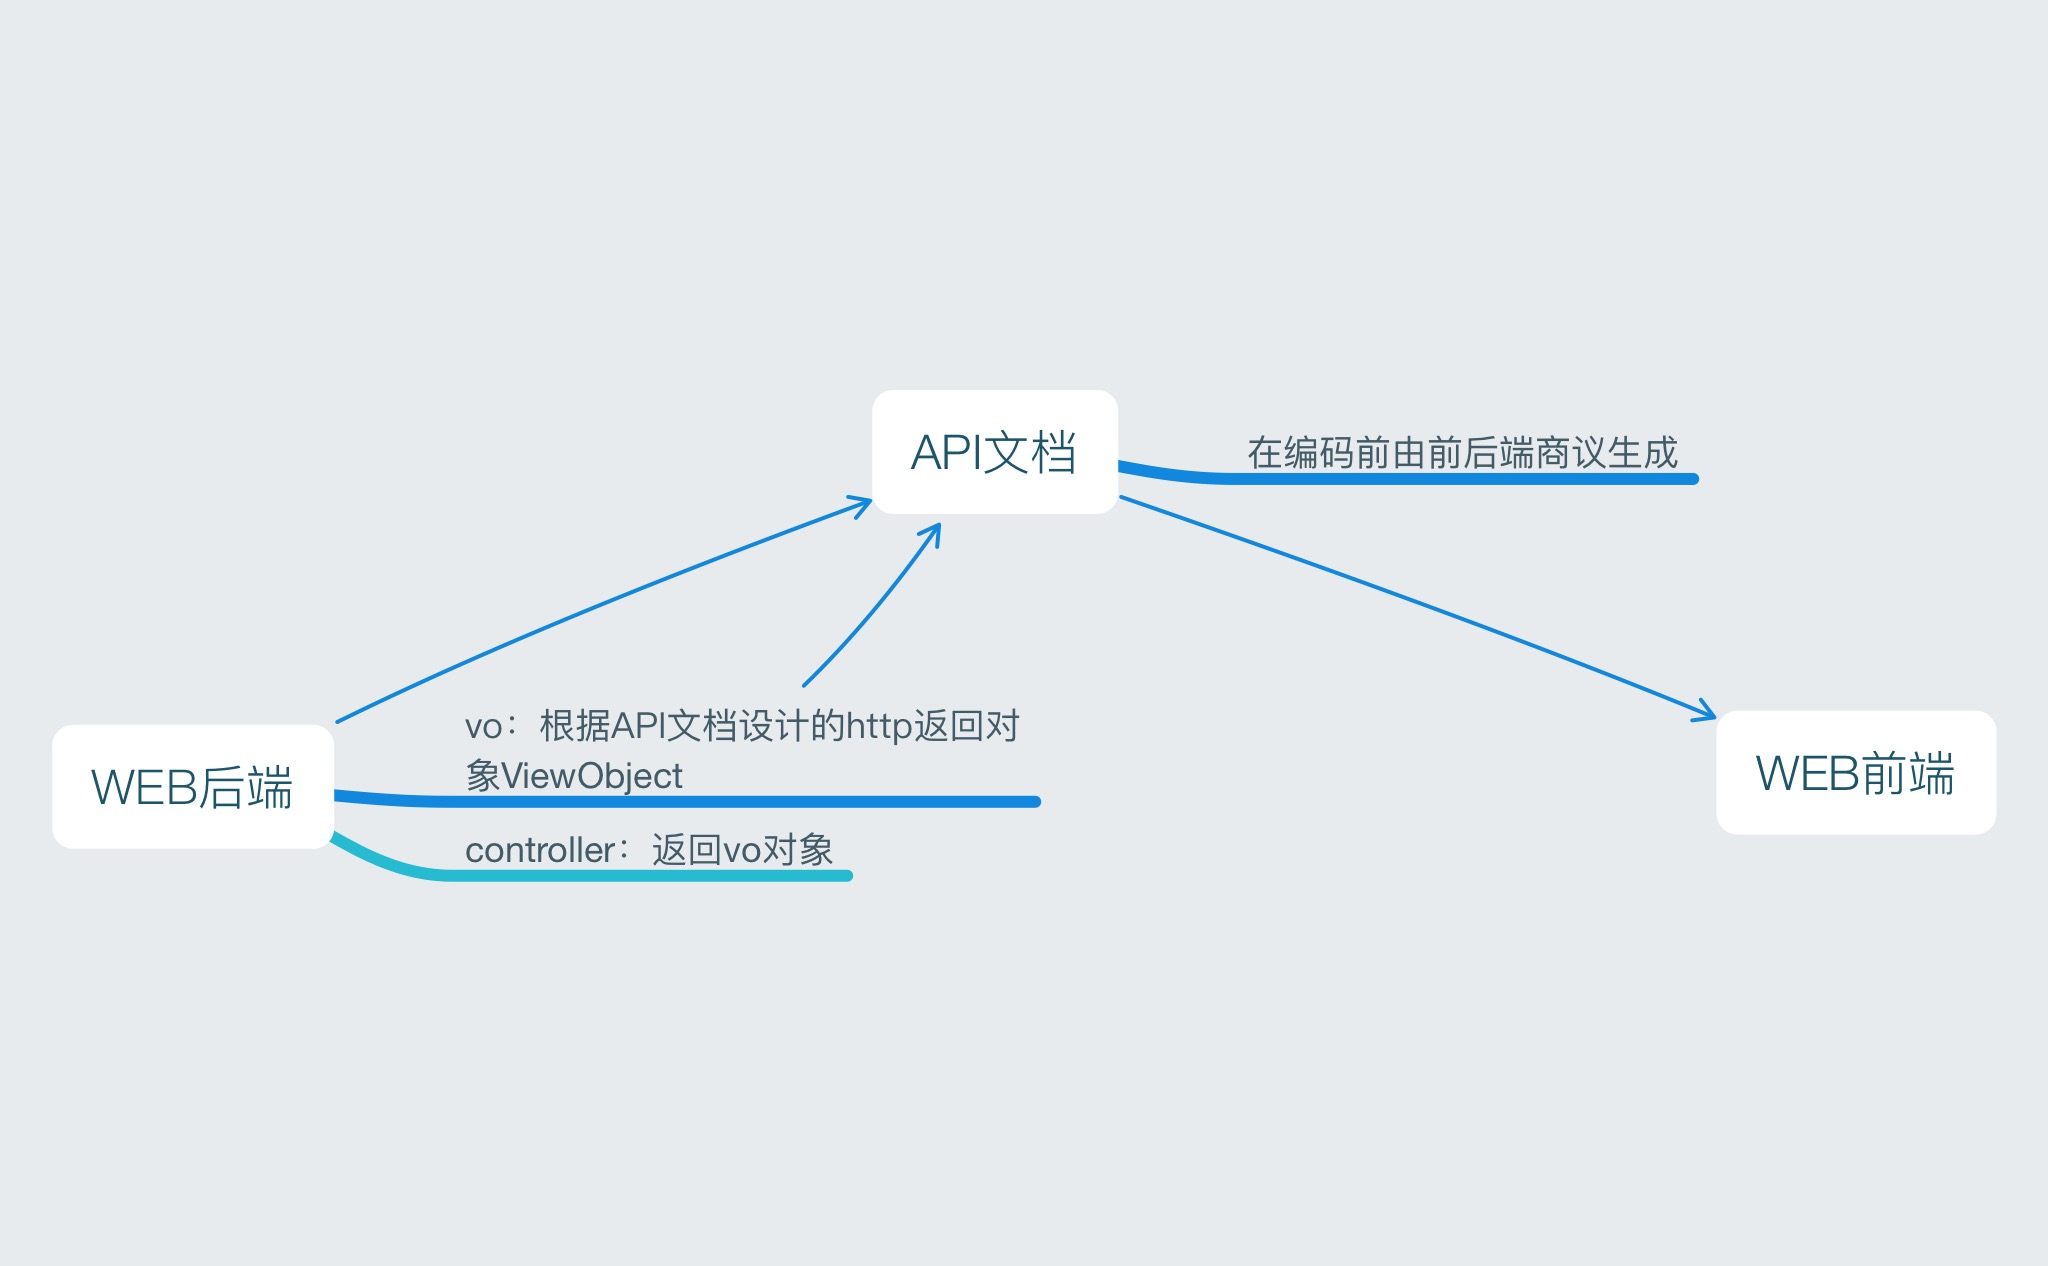 API文档
在编码前由前后端商议生成
WEB后端
vo：根据API文档设计的http返回对
象ViewObject
controller：返回vo对象
WEB前端